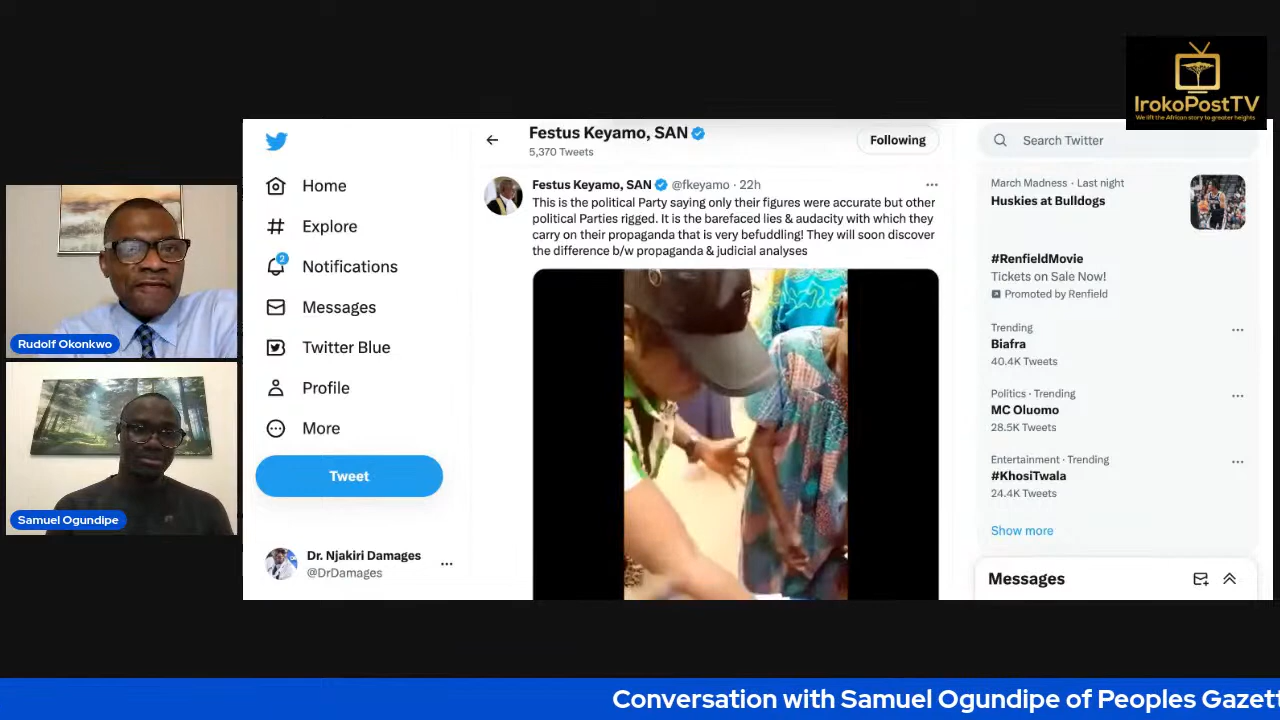 IrokoPostTV
We lift the African story to greater heights
Rudolf Okonkwo
Samuel Ogundipe
Home
Explore
2
Notifications
Messages
Twitter Blue
Profile
More
Tweet
Dr. Njakiri Damages
@DrDamages
Festus Keyamo, SAN
5,370 Tweets
Following
Festus Keyamo, SAN @fkeyamo · 22h
This is the political Party saying only their figures were accurate but other
political Parties rigged. It is the barefaced lies & audacity with which they
carry on their propaganda that is very befuddling! They will soon discover
the difference b/w propaganda & judicial analyses
Search Twitter
March Madness · Last night
Huskies at Bulldogs
#RenfieldMovie
Tickets on Sale Now!
Promoted by Renfield
Trending
Biafra
40.4K Tweets
Politics · Trending
MC Oluomo
28.5K Tweets
Entertainment · Trending
#KhosiTwala
24.4K Tweets
Show more
Messages
Conversation with Samuel Ogundipe of Peoples Gazett